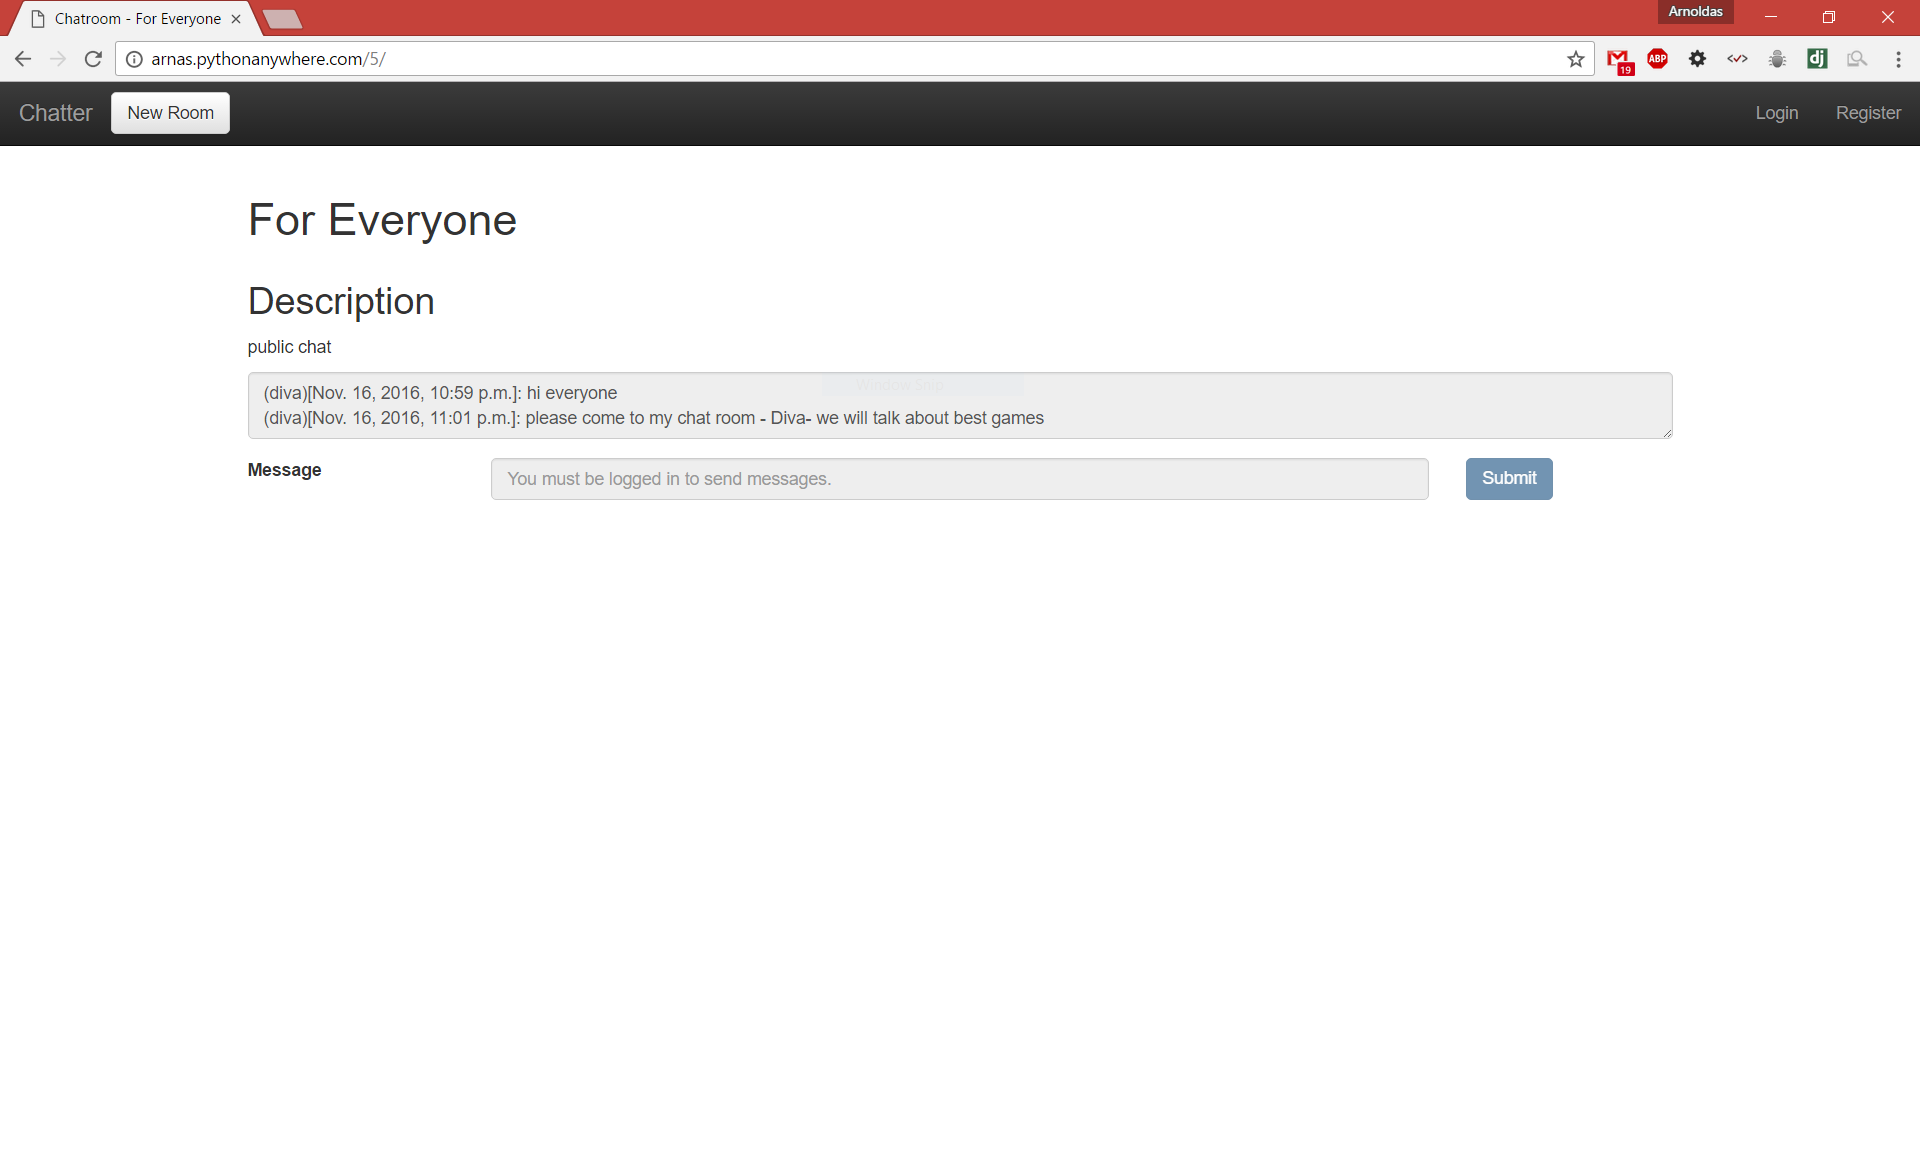 Chatroom - For Everyone
Arnoldas
arnas.pythonanywhere.com/5/
19
ABP
dj
Chatter
New Room
Login
Register
For Everyone
Description
public chat
Window Snip
(diva)[Nov. 16, 2016, 10:59 p.m.]: hi everyone
(diva)[Nov. 16, 2016, 11:01 p.m.]: please come to my chat room - Diva- we will talk about best games
Message
You must be logged in to send messages.
Submit